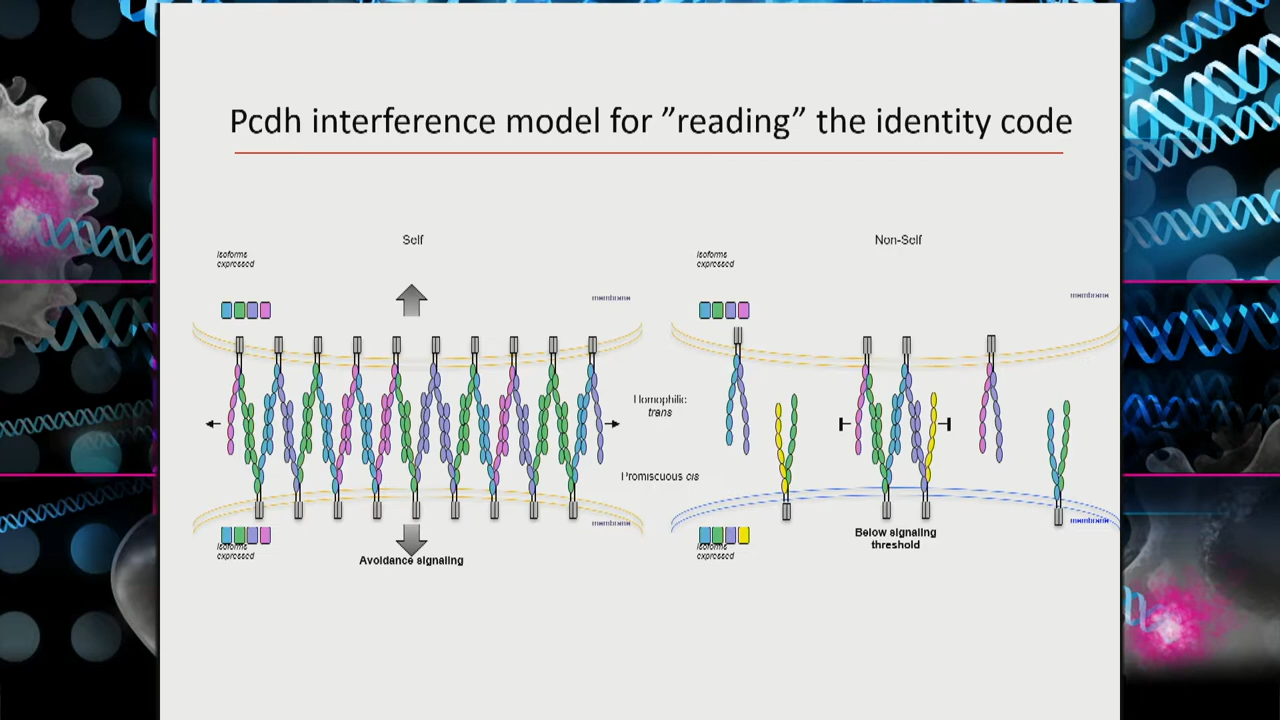 Pcdh interference model for ”reading” the identity code
Self
Isoforms
expressed
membrane
Homophilic
trans
Promiscuous cis
membrane
Isoforms
expressed
Avoidance signaling
Non-Self
Isoforms
expressed
membrane
membrane
Isoforms
expressed
Below signaling
threshold